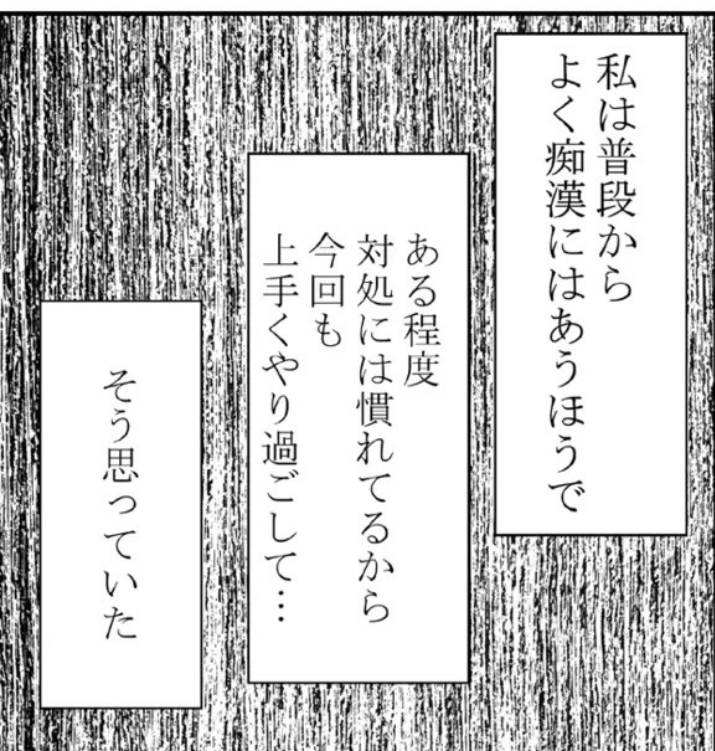 私は普段から
よく痴漢にはあうほうで
ある程度
対処には慣れてるから
今回も
上手くやり過ごして…
そう思っていた